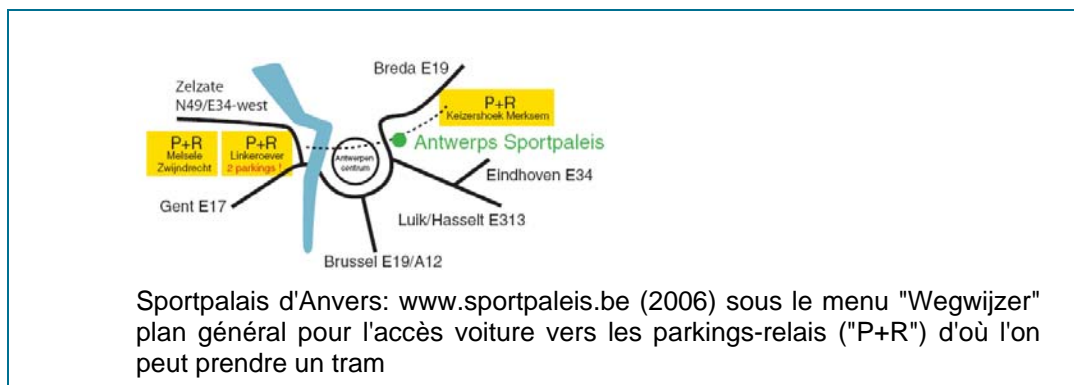 Breda E19
Zelzate
N49/E34-west
P+R
Keizershoek Merksem
P+R
Melsele
Zwijndrecht
P+R
Linkeroever
2 parkings !
Antwerpen
centrum
Antwerps Sportpaleis
Eindhoven E34
Gent E17
Luik/Hasselt E313
Brussel E19/A12
Sportpalais d'Anvers: www.sportpaleis.be (2006) sous le menu "Wegwijzer"
plan général pour l'accès voiture vers les parkings-relais ("P+R") d'où l'on
peut prendre un tram